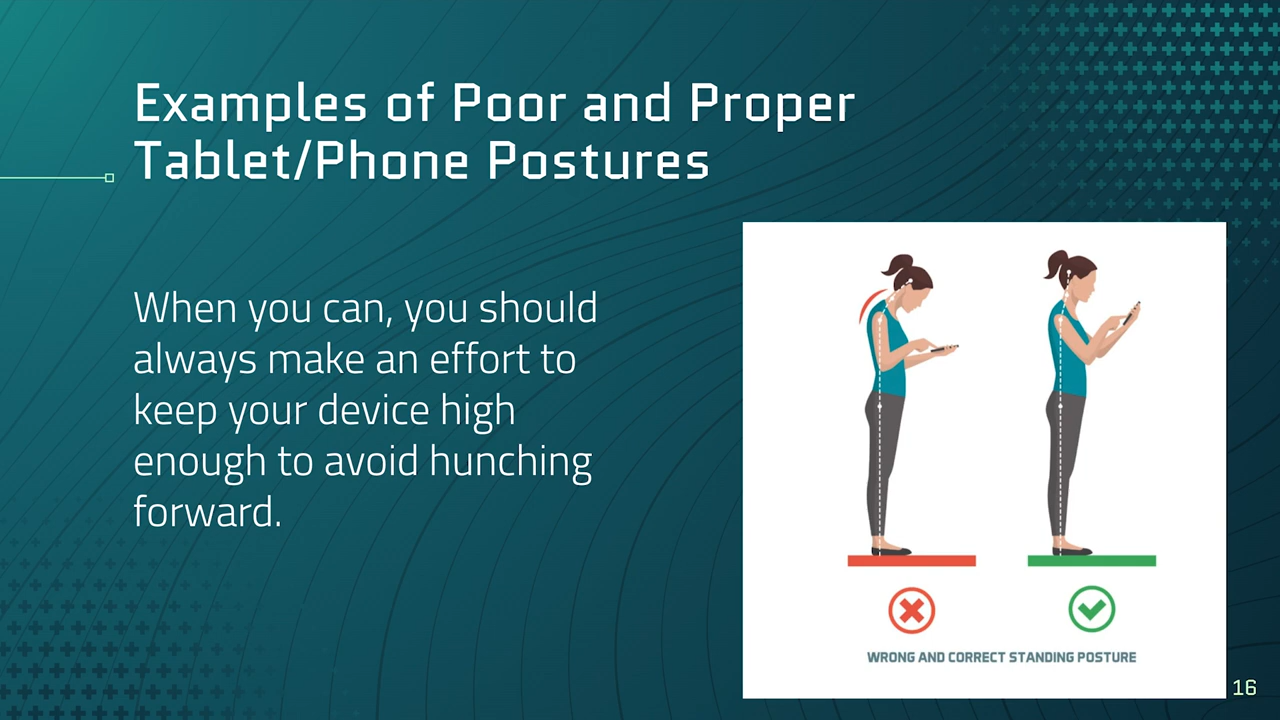 Examples of Poor and Proper
Tablet/Phone Postures
When you can, you should
always make an effort to
keep your device high
enough to avoid hunching
forward.
WRONG AND CORRECT STANDING POSTURE
16